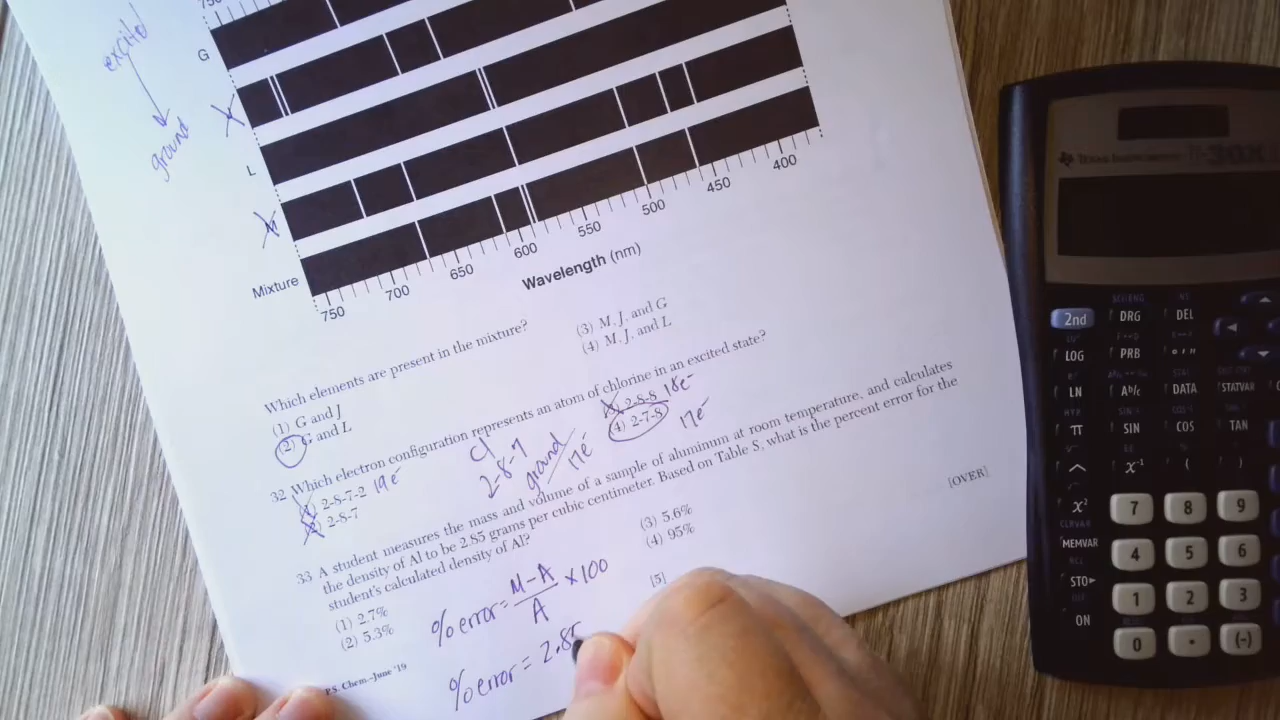 excited
ground
G
L
Mixture
750
700
650
600
550
500
450
400
Wavelength (nm)
Which elements are present in the mixture?
(1) G and J
(2) G and L
(3) M, J, and G
(4) M, J, and L
32 Which electron configuration represents an atom of chlorine in an excited state?
2-8-7-2 19e-
2-8-7
2-8-8 18e-
(4) 2-7-8
17e-
Cl
2-8-7
ground
17e-
33 A student measures the mass and volume of a sample of aluminum at room temperature, and calculates
the density of Al to be 2.85 grams per cubic centimeter. Based on Table S, what is the percent error for the
student's calculated density of Al?
(1) 2.7%
(2) 5.3%
(3) 5.6%
(4) 95%
% error = M-A
A
× 100
% error = 2.85
P.S. Chem.–June '19
[5]
[OVER]
TEXAS INSTRUMENTS
2nd
DRG
DEL
LOG
PRB
LN
Ab/c
DATA
STATVAR
π
SIN
COS
TAN
^
x-1
(
)
x²
7
8
9
MEMVAR
4
5
6
STO▸
1
2
3
ON
0
.
(-)